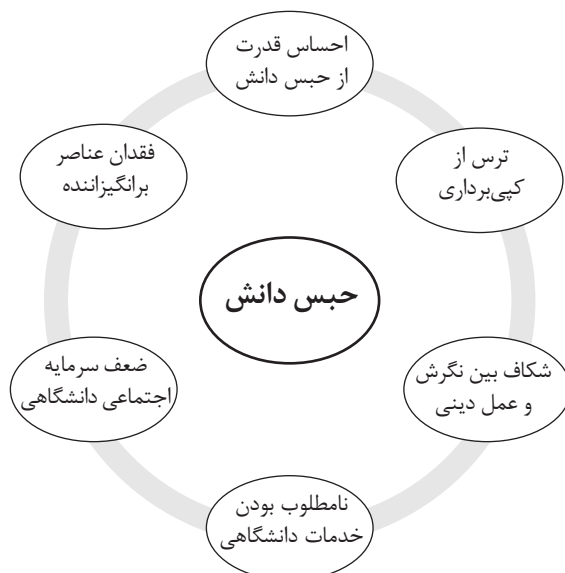 احساس قدرت
از حبس دانش
ترس از
کپی‌برداری
فقدان عناصر
برانگیزاننده
حبس دانش
شکاف بین نگرش
و عمل دینی
ضعف سرمایه
اجتماعی دانشگاهی
نامطلوب بودن
خدمات دانشگاهی